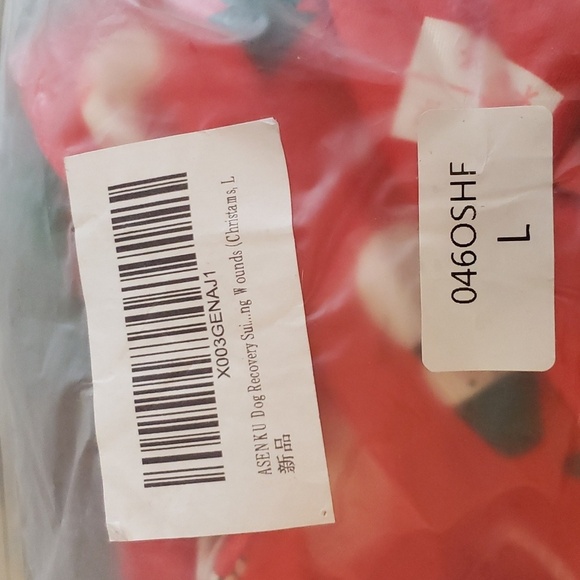 X003GENAJ1
ASENKU Dog Recovery Sui...ng Wounds (Christams, L
新品
046OSHF
L